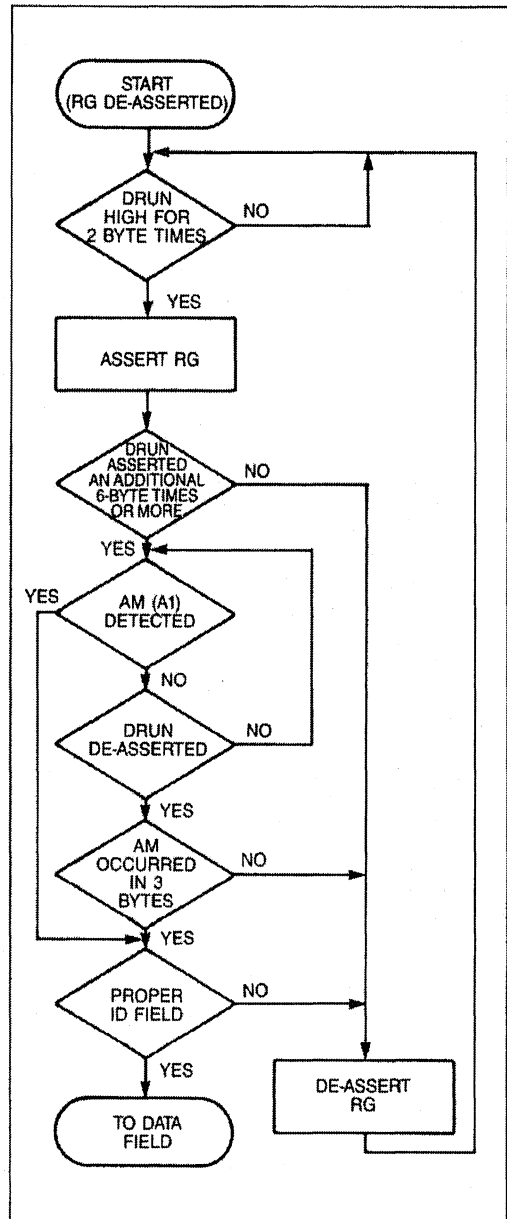 START
(RG DE-ASSERTED)
DRUN
HIGH FOR
2 BYTE TIMES
NO
YES
ASSERT RG
DRUN
ASSERTED
AN ADDITIONAL
6-BYTE TIMES
OR MORE
NO
YES
YES
AM (A1)
DETECTED
NO
DRUN
DE-ASSERTED
NO
YES
AM
OCCURRED
IN 3
BYTES
NO
YES
PROPER
ID FIELD
NO
YES
DE-ASSERT
RG
TO DATA
FIELD